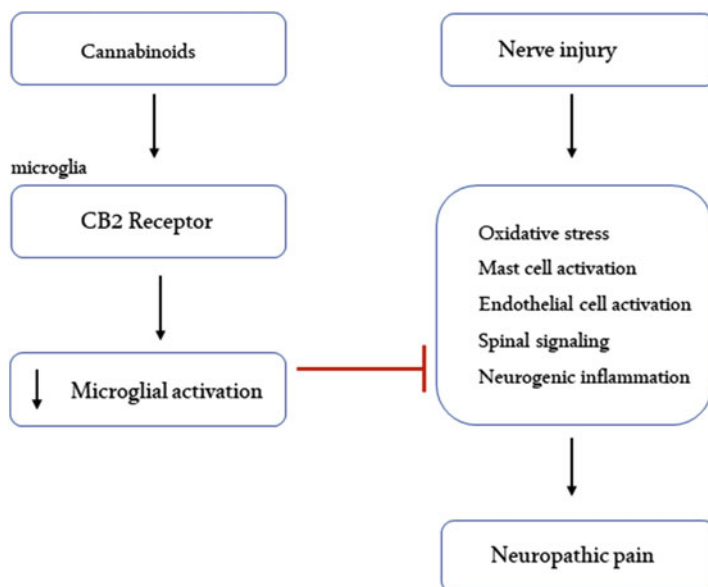 Cannabinoids
Nerve injury
microglia
CB2 Receptor
Oxidative stress
Mast cell activation
Endothelial cell activation
Spinal signaling
Neurogenic inflammation
Microglial activation
Neuropathic pain